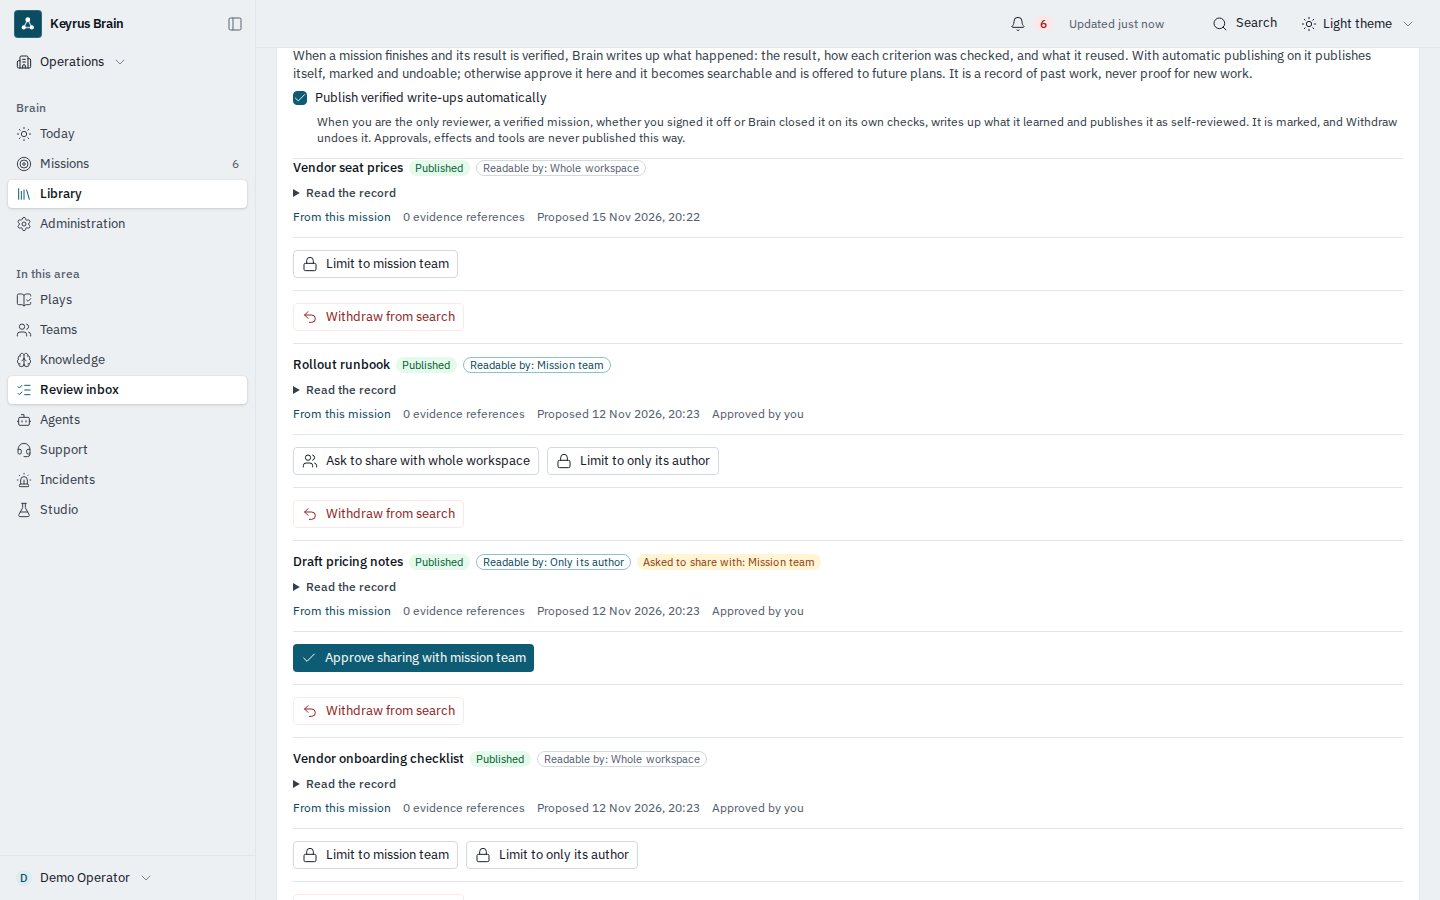 Keyrus Brain
Operations
Brain
Today
Missions 6
Library
Administration
In this area
Plays
Teams
Knowledge
Review inbox
Agents
Support
Incidents
Studio
D Demo Operator
6 Updated just now Search Light theme
When a mission finishes and its result is verified, Brain writes up what happened: the result, how each criterion was checked, and what it reused. With automatic publishing on it publishes
itself, marked and undoable; otherwise approve it here and it becomes searchable and is offered to future plans. It is a record of past work, never proof for new work.
Publish verified write-ups automatically
When you are the only reviewer, a verified mission, whether you signed it off or Brain closed it on its own checks, writes up what it learned and publishes it as self-reviewed. It is marked, and Withdraw
undoes it. Approvals, effects and tools are never published this way.
Vendor seat prices Published Readable by: Whole workspace
Read the record
From this mission 0 evidence references Proposed 15 Nov 2026, 20:22
Limit to mission team
Withdraw from search
Rollout runbook Published Readable by: Mission team
Read the record
From this mission 0 evidence references Proposed 12 Nov 2026, 20:23 Approved by you
Ask to share with whole workspace Limit to only its author
Withdraw from search
Draft pricing notes Published Readable by: Only its author Asked to share with: Mission team
Read the record
From this mission 0 evidence references Proposed 12 Nov 2026, 20:23 Approved by you
Approve sharing with mission team
Withdraw from search
Vendor onboarding checklist Published Readable by: Whole workspace
Read the record
From this mission 0 evidence references Proposed 12 Nov 2026, 20:23 Approved by you
Limit to mission team Limit to only its author